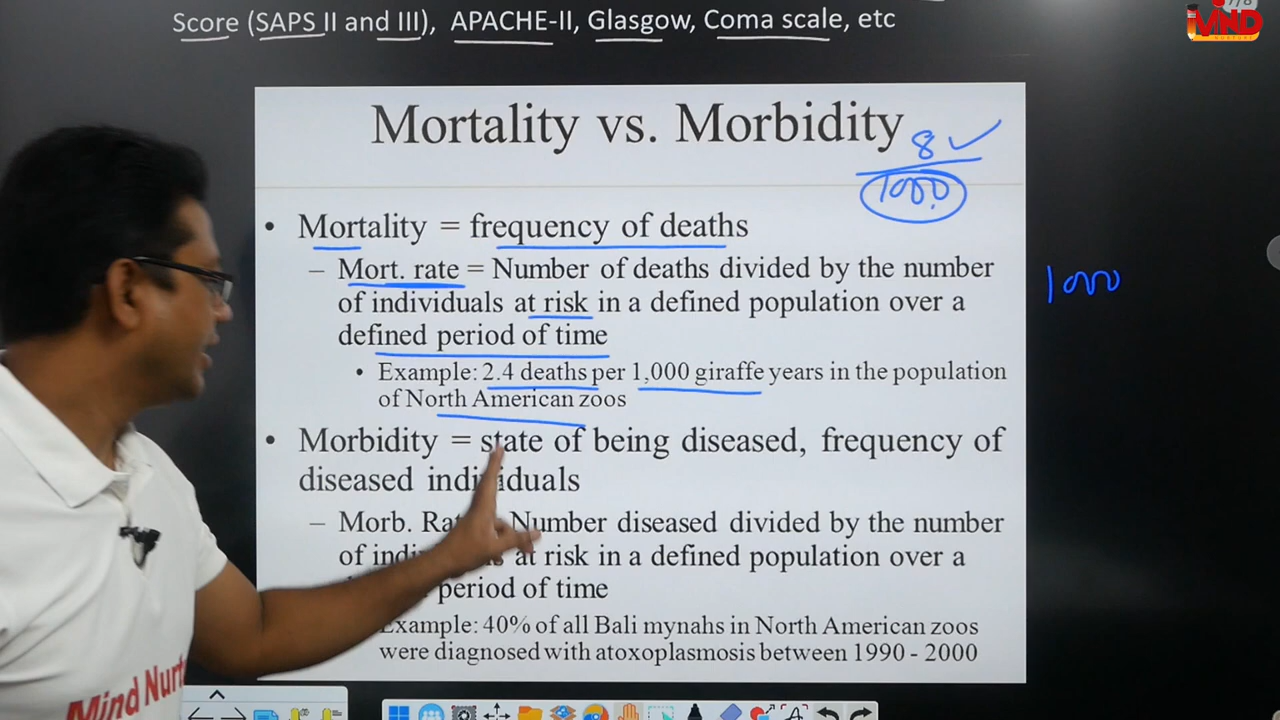 Score (SAPS II and III), APACHE-II, Glasgow, Coma scale, etc
MIND
Mortality vs. Morbidity
8
1000
• Mortality = frequency of deaths
– Mort. rate = Number of deaths divided by the number
of individuals at risk in a defined population over a
defined period of time
1000
• Example: 2.4 deaths per 1,000 giraffe years in the population
of North American zoos
• Morbidity = state of being diseased, frequency of
diseased individuals
– Morb. Number diseased divided by the number
of at risk in a defined population over a
period of time
Example: 40% of all Bali mynahs in North American zoos
were diagnosed with atoxoplasmosis between 1990 - 2000
Mind